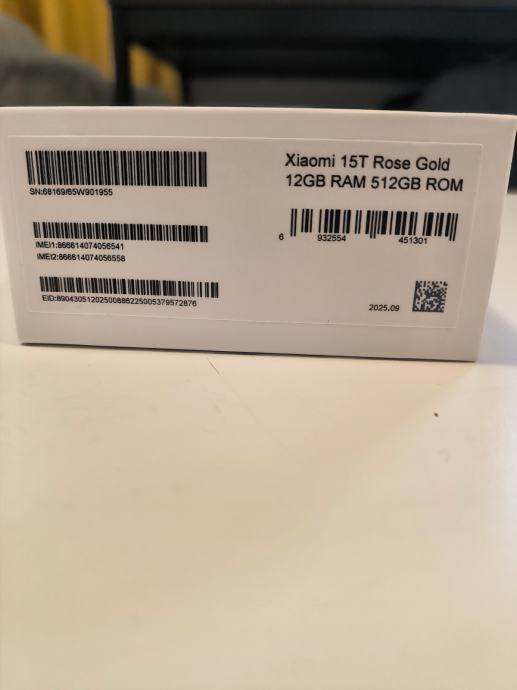 Xiaomi 15T Rose Gold
12GB RAM 512GB ROM
SN:68169/65W901955
6 932554 451301
IMEI1:866614074056541
IMEI2:866614074056558
EID:89043051202500886225005379572876
2025.09